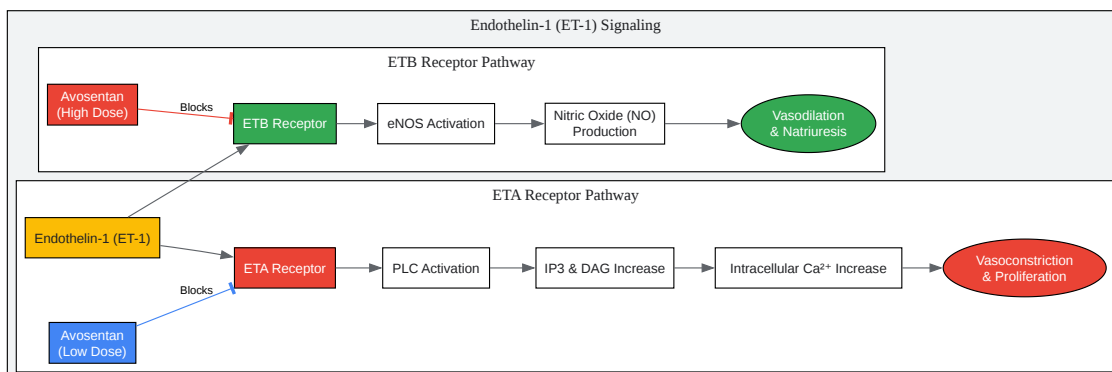 Endothelin-1 (ET-1) Signaling
ETB Receptor Pathway
Avosentan
(High Dose)
Blocks
ETB Receptor
eNOS Activation
Nitric Oxide (NO)
Production
Vasodilation
& Natriuresis
ETA Receptor Pathway
Endothelin-1 (ET-1)
ETA Receptor
PLC Activation
IP3 & DAG Increase
Intracellular Ca²⁺ Increase
Vasoconstriction
& Proliferation
Blocks
Avosentan
(Low Dose)